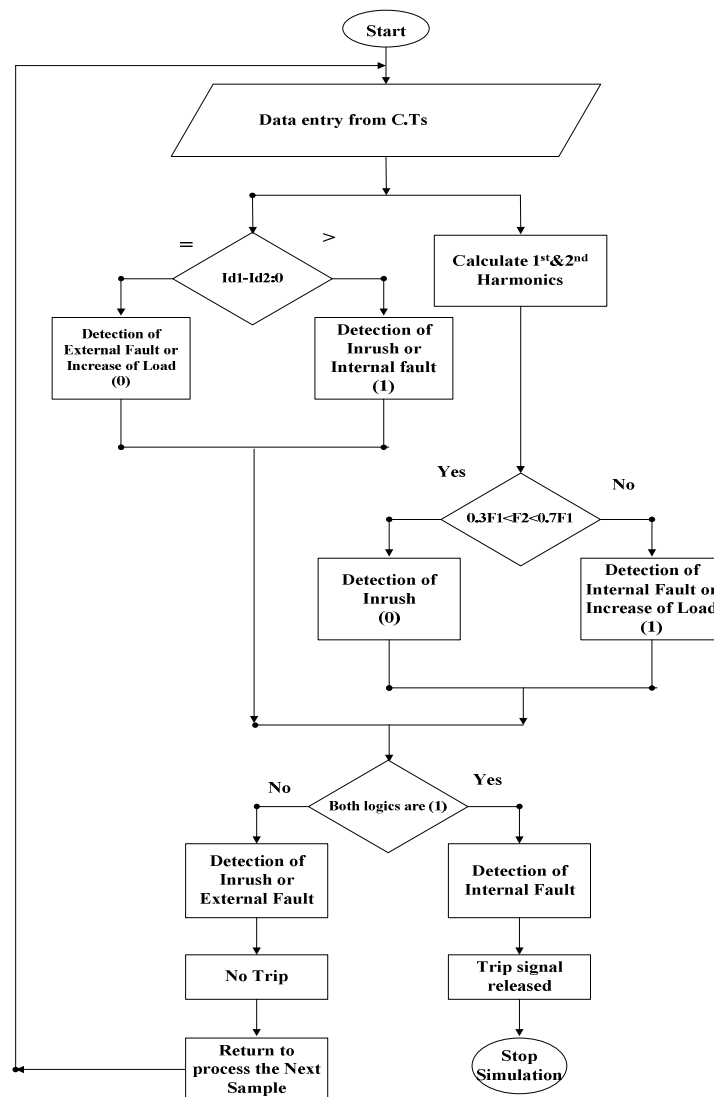 Start
Data entry from C.Ts
=
>
Id1-Id2:0
Calculate 1st&2nd
Harmonics
Detection of
External Fault or
Increase of Load
(0)
Detection of
Inrush or
Internal fault
(1)
Yes
No
0.3F1<F2<0.7F1
Detection of
Inrush
(0)
Detection of
Internal Fault or
Increase of Load
(1)
No
Yes
Both logics are (1)
Detection of
Inrush or
External Fault
Detection of
Internal Fault
No Trip
Trip signal
released
Return to
process the Next
Sample
Stop
Simulation